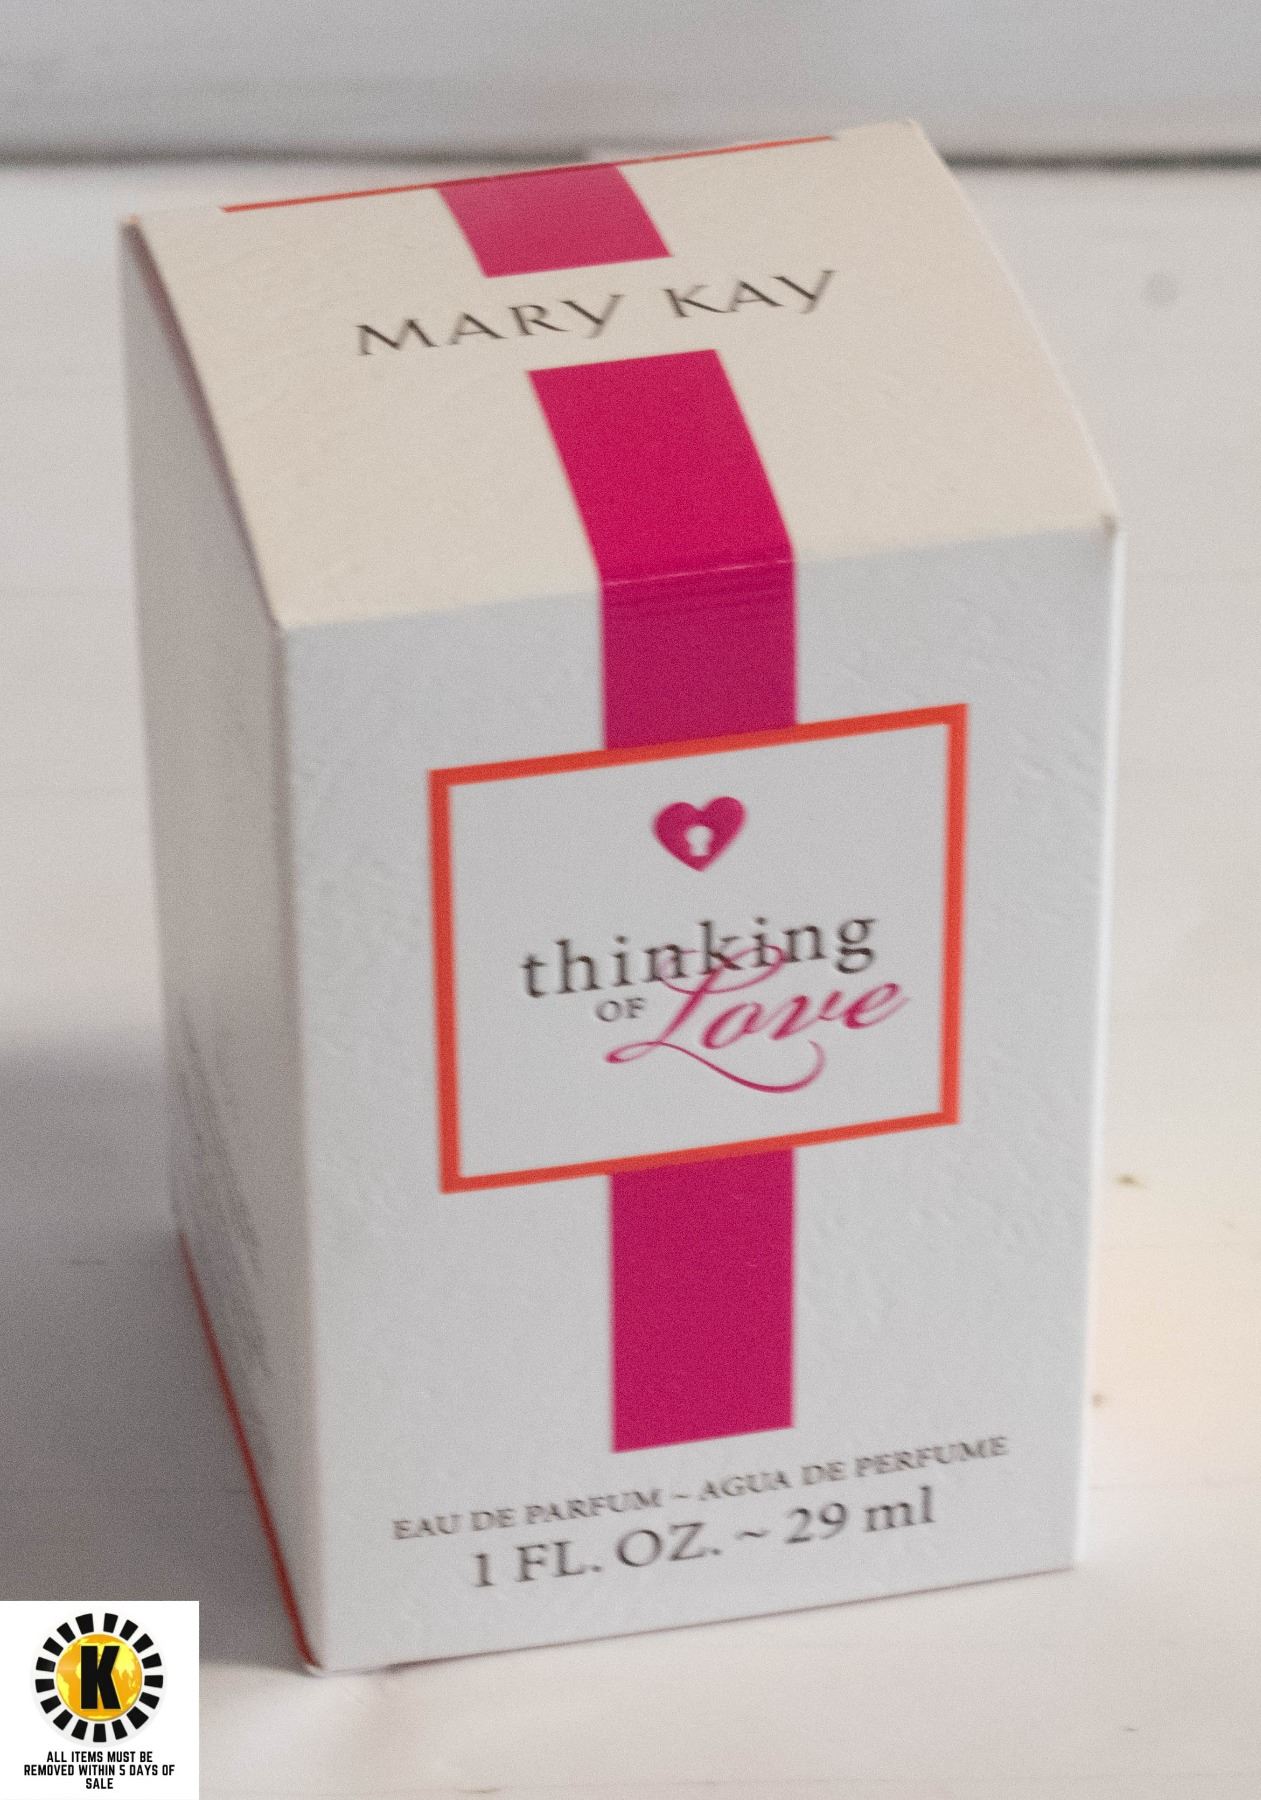 MARY KAY
thinking
OF Love
EAU DE PARFUM ~ AGUA DE PERFUME
1 FL. OZ. ~ 29 ml
K
ALL ITEMS MUST BE
REMOVED WITHIN 5 DAYS OF
SALE